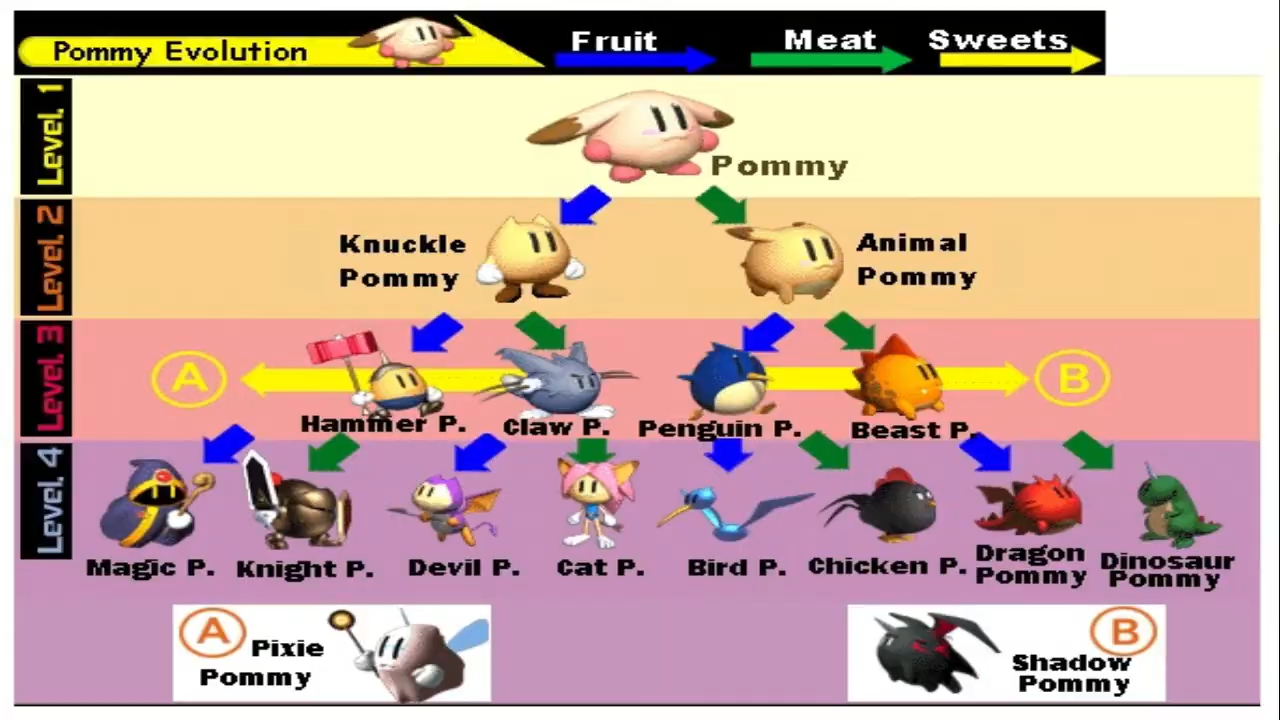 Pommy Evolution
Fruit
Meat
Sweets
Level. 1
Pommy
Level. 2
Knuckle
Pommy
Animal
Pommy
Level. 3
A
B
Hammer P.
Claw P.
Penguin P.
Beast P.
Level. 4
Magic P.
Knight P.
Devil P.
Cat P.
Bird P.
Chicken P.
Dragon
Pommy
Dinosaur
Pommy
A
Pixie
Pommy
B
Shadow
Pommy